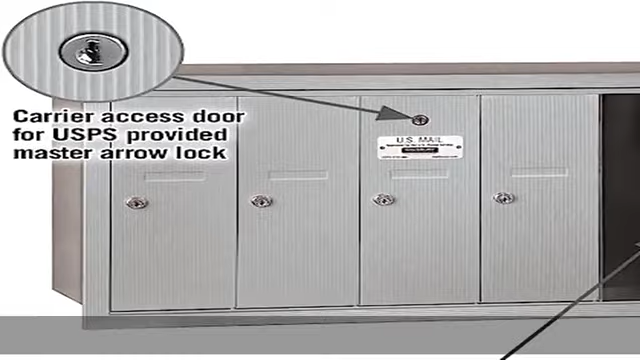 Carrier access door
for USPS provided
master arrow lock
U.S. MAIL